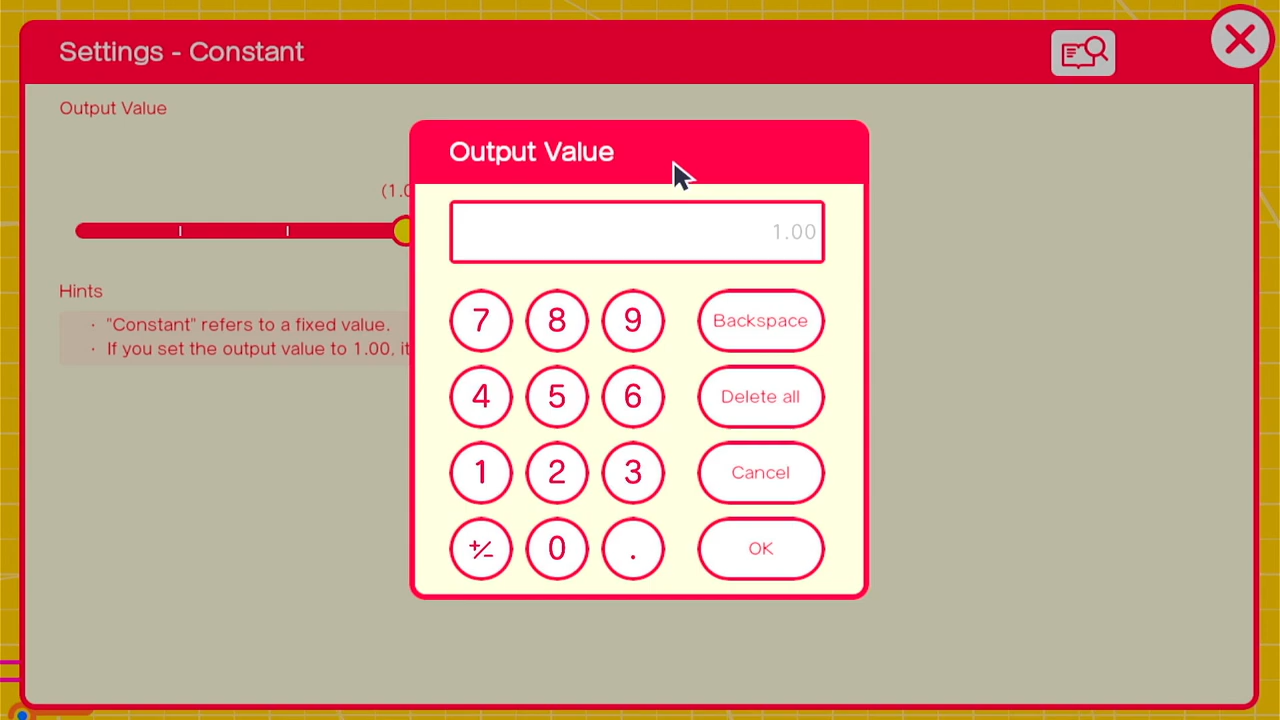 Settings - Constant
Output Value
(1.0
Hints
· "Constant" refers to a fixed value.
· If you set the output value to 1.00, it
Output Value
1.00
7 8 9 Backspace
4 5 6 Delete all
1 2 3 Cancel
+/- 0 . OK